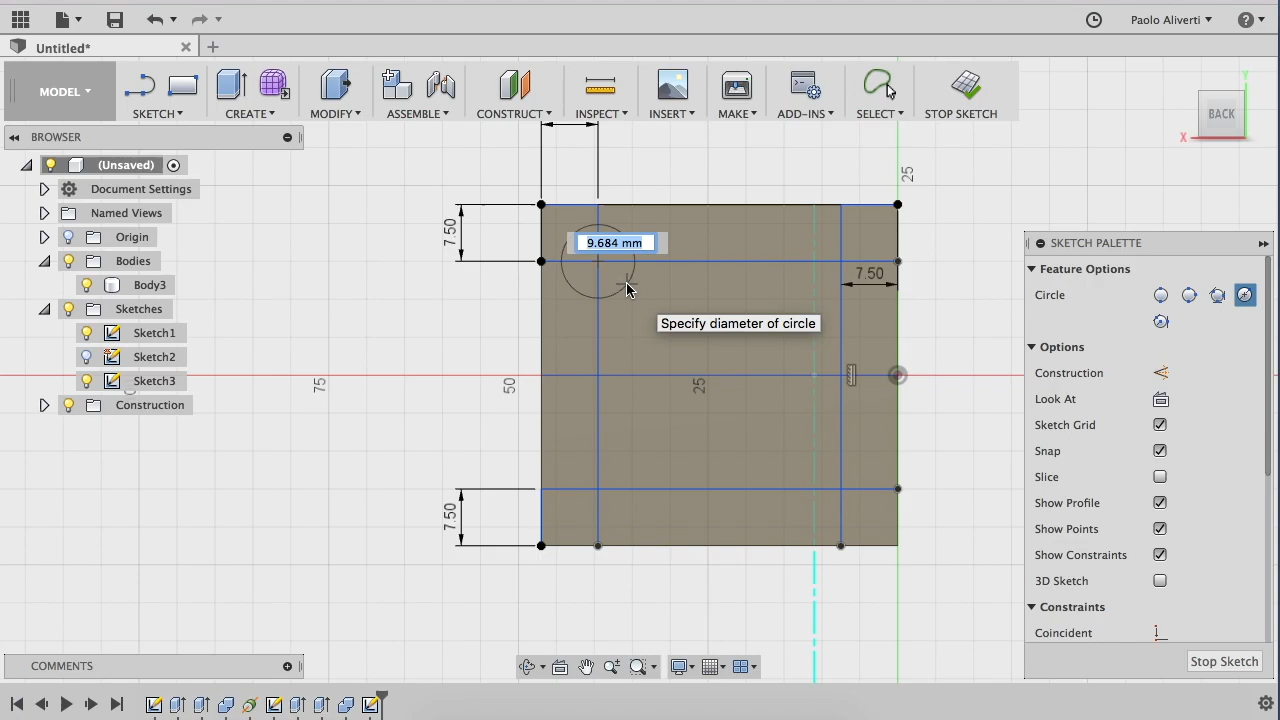 Paolo Aliverti
Untitled*
MODEL
SKETCH
CREATE
MODIFY
ASSEMBLE
CONSTRUCT
INSPECT
INSERT
MAKE
ADD-INS
SELECT
STOP SKETCH
BACK
Y
X
BROWSER
(Unsaved)
Document Settings
Named Views
Origin
Bodies
Body3
Sketches
Sketch1
Sketch2
Sketch3
Construction
25
7.50
9.684 mm
7.50
Specify diameter of circle
75
50
25
7.50
SKETCH PALETTE
Feature Options
Circle
Options
Construction
Look At
Sketch Grid
Snap
Slice
Show Profile
Show Points
Show Constraints
3D Sketch
Constraints
Coincident
Stop Sketch
COMMENTS